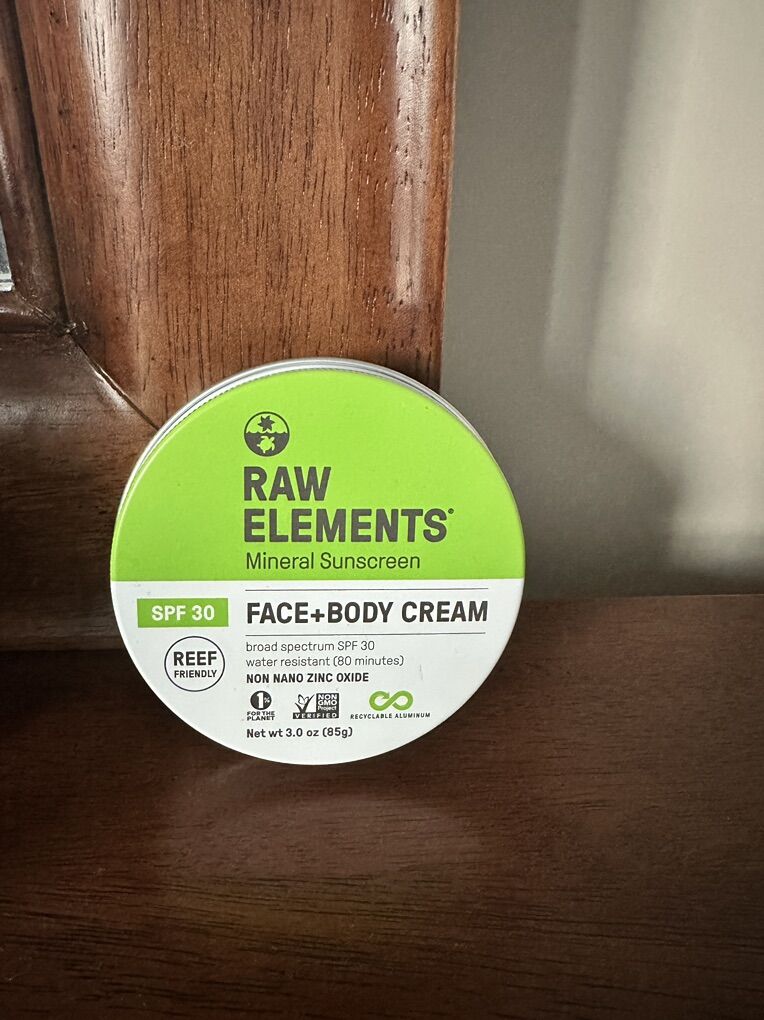 RAW
ELEMENTS®
Mineral Sunscreen
SPF 30
FACE+BODY CREAM
REEF
FRIENDLY
broad spectrum SPF 30
water resistant (80 minutes)
NON NANO ZINC OXIDE
1%
FOR THE
PLANET
NON
GMO
Project
VERIFIED
RECYCLABLE ALUMINUM
Net wt 3.0 oz (85g)